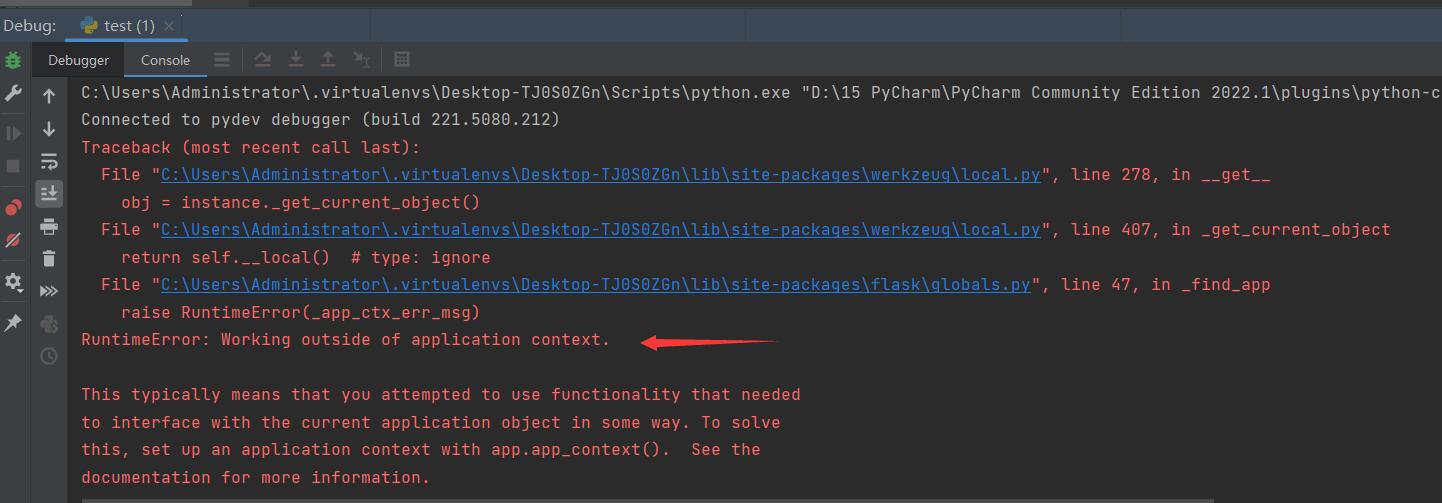 Debug: test (1)
Debugger Console
C:\Users\Administrator\.virtualenvs\Desktop-TJ0S0ZGn\Scripts\python.exe "D:\15 PyCharm\PyCharm Community Edition 2022.1\plugins\python-c
Connected to pydev debugger (build 221.5080.212)
Traceback (most recent call last):
File "C:\Users\Administrator\.virtualenvs\Desktop-TJ0S0ZGn\lib\site-packages\werkzeug\local.py", line 278, in __get__
obj = instance._get_current_object()
File "C:\Users\Administrator\.virtualenvs\Desktop-TJ0S0ZGn\lib\site-packages\werkzeug\local.py", line 407, in _get_current_object
return self.__local()  # type: ignore
File "C:\Users\Administrator\.virtualenvs\Desktop-TJ0S0ZGn\lib\site-packages\flask\globals.py", line 47, in _find_app
raise RuntimeError(_app_ctx_err_msg)
RuntimeError: Working outside of application context.
This typically means that you attempted to use functionality that needed
to interface with the current application object in some way. To solve
this, set up an application context with app.app_context().  See the
documentation for more information.